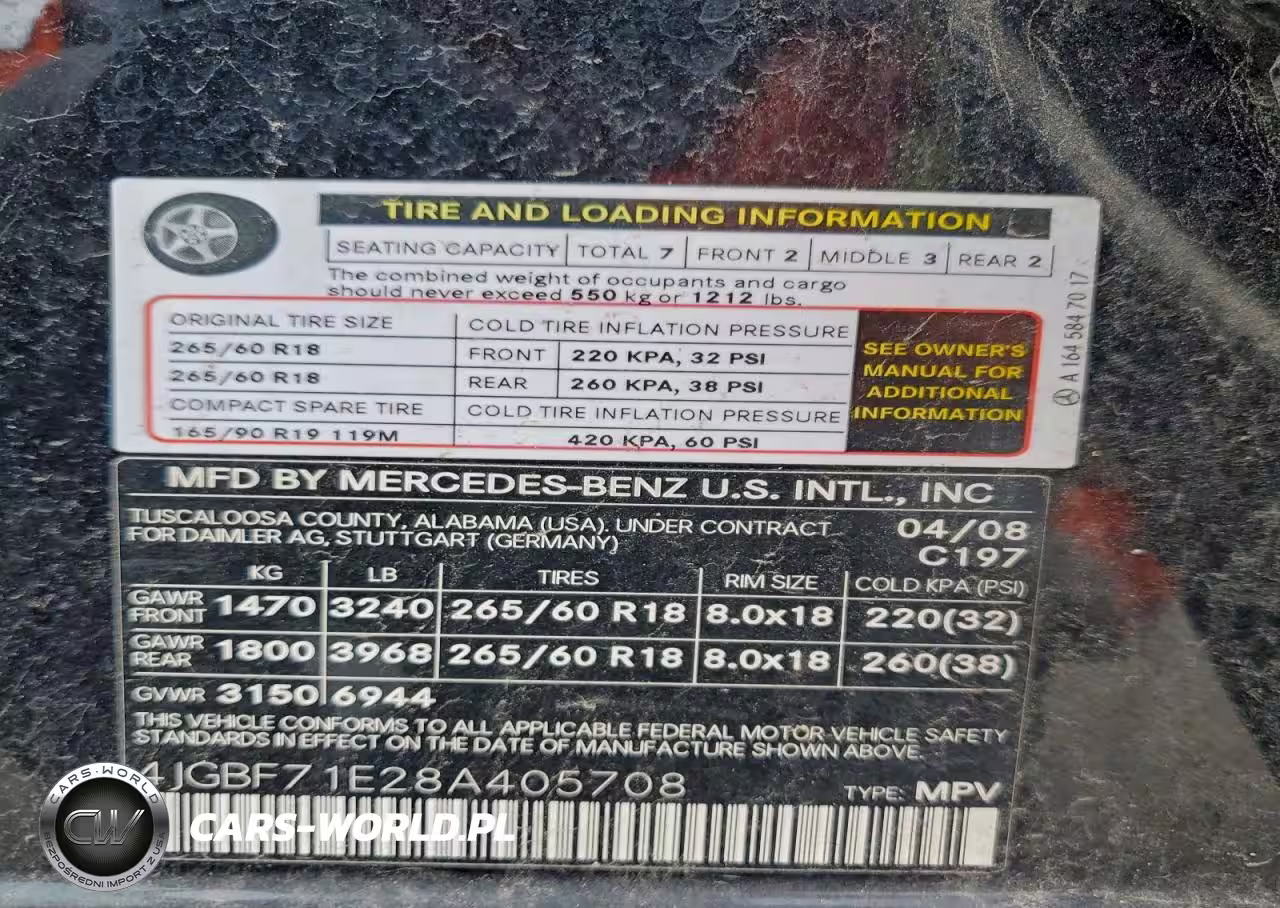 TIRE AND LOADING INFORMATION
SEATING CAPACITY TOTAL 7 FRONT 2 MIDDLE 3 REAR 2
The combined weight of occupants and cargo
should never exceed 550 kg or 1212 lbs.
ORIGINAL TIRE SIZE COLD TIRE INFLATION PRESSURE
265/60 R18 FRONT 220 KPA, 32 PSI
265/60 R18 REAR 260 KPA, 38 PSI
COMPACT SPARE TIRE COLD TIRE INFLATION PRESSURE
165/90 R19 119M 420 KPA, 60 PSI
SEE OWNER'S
MANUAL FOR
ADDITIONAL
INFORMATION
A 164 584 70 17
MFD BY MERCEDES-BENZ U.S. INTL., INC
TUSCALOOSA COUNTY, ALABAMA (USA), UNDER CONTRACT 04/08
FOR DAIMLER AG, STUTTGART (GERMANY) C197
KG LB TIRES RIM SIZE COLD KPA (PSI)
GAWR FRONT 1470 3240 265/60 R18 8.0x18 220(32)
GAWR REAR 1800 3968 265/60 R18 8.0x18 260(38)
GVWR 3150 6944
THIS VEHICLE CONFORMS TO ALL APPLICABLE FEDERAL MOTOR VEHICLE SAFETY
STANDARDS IN EFFECT ON THE DATE OF MANUFACTURE SHOWN ABOVE.
4JGBF71E28A405708 TYPE: MPV
CARS-WORLD
CW
BEZPOŚREDNI IMPORT Z USA
CARS-WORLD.PL